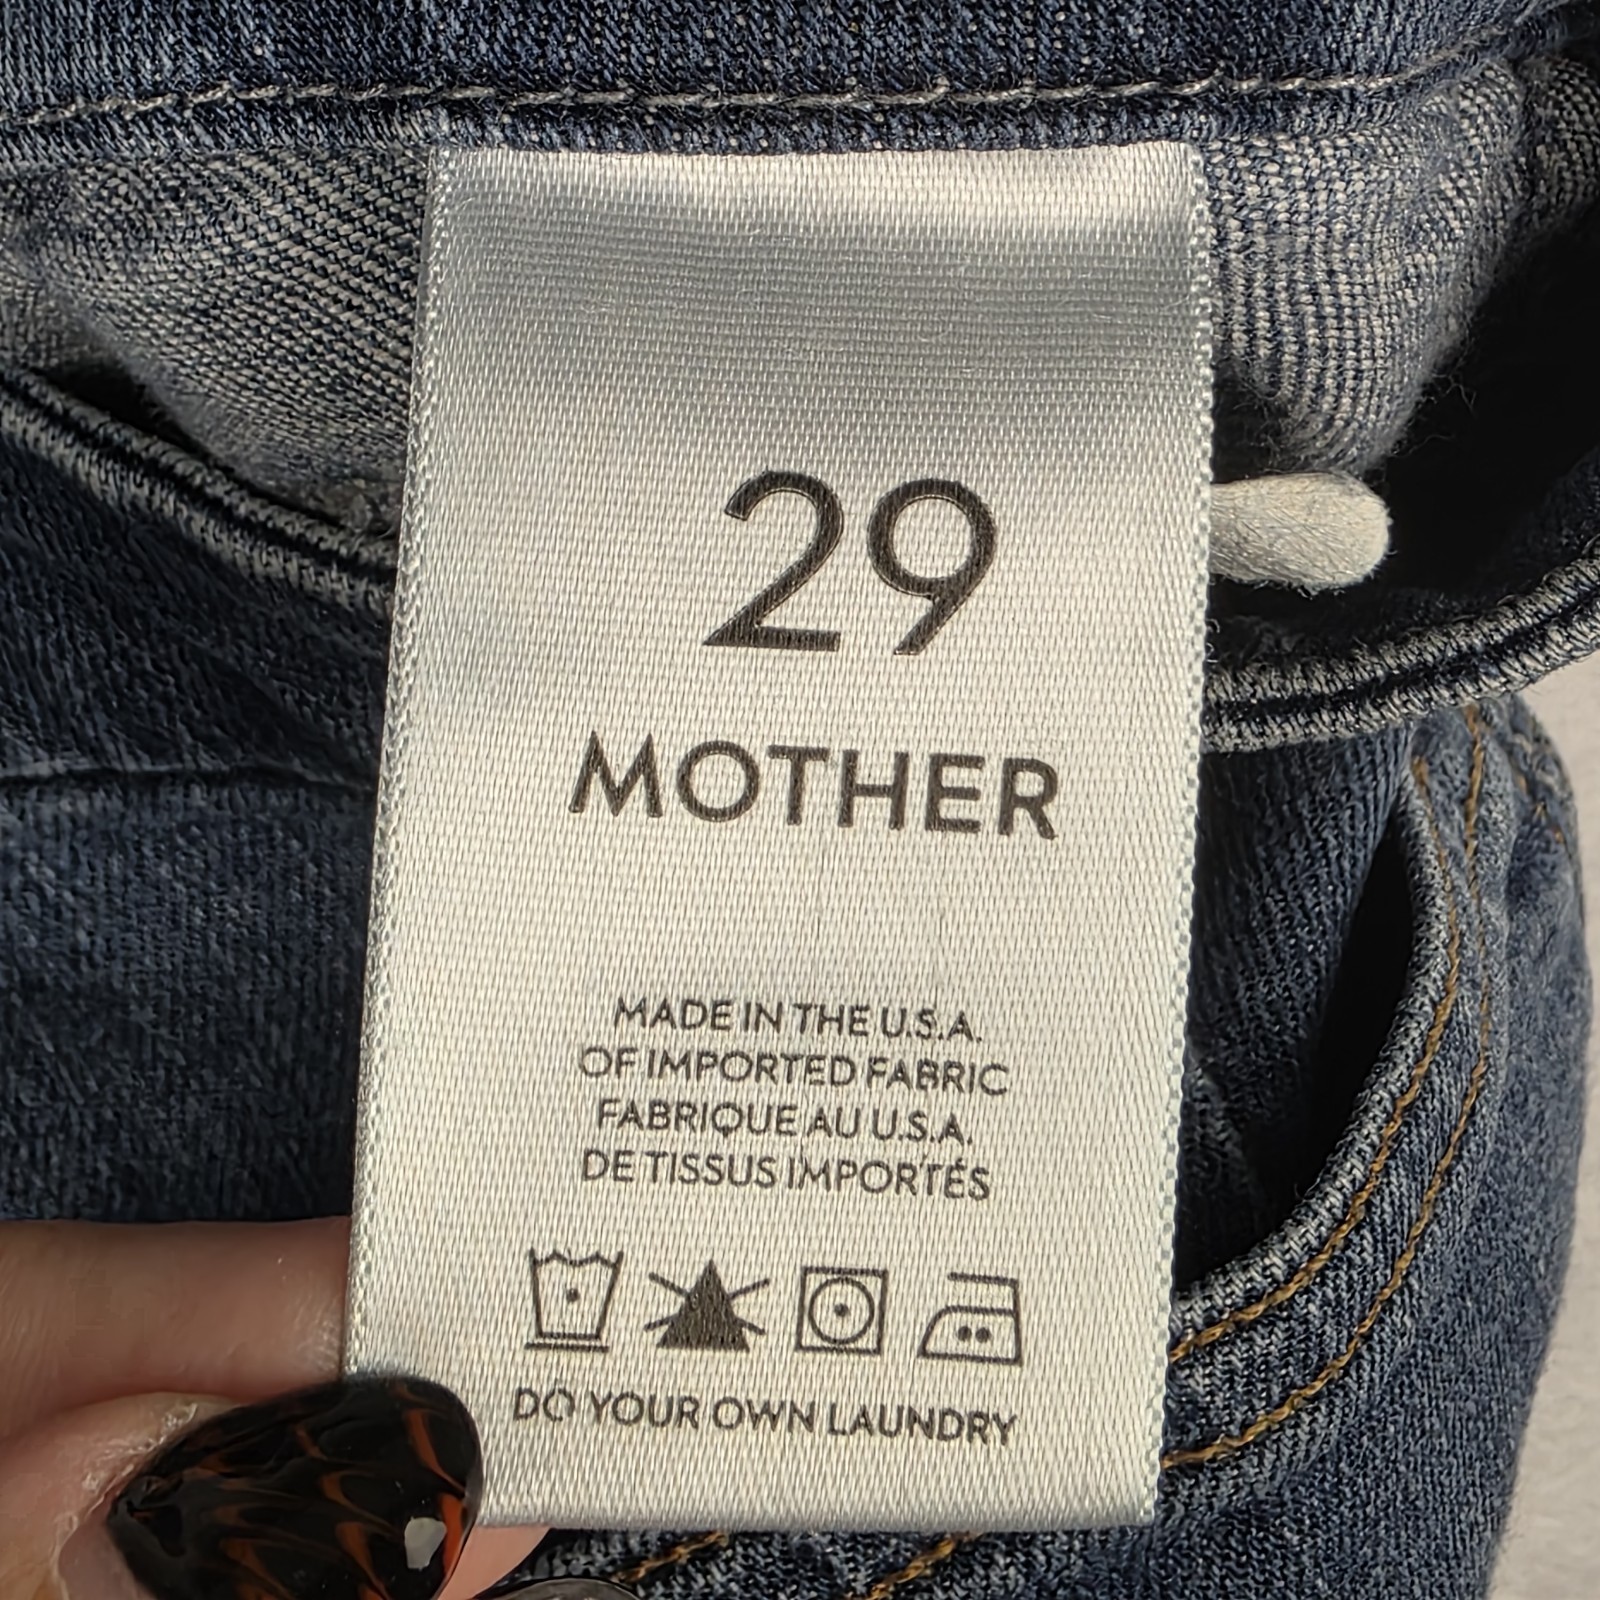 29
MOTHER
MADE IN THE U.S.A.
OF IMPORTED FABRIC
FABRIQUE AU U.S.A.
DE TISSUS IMPORTÉS
DO YOUR OWN LAUNDRY